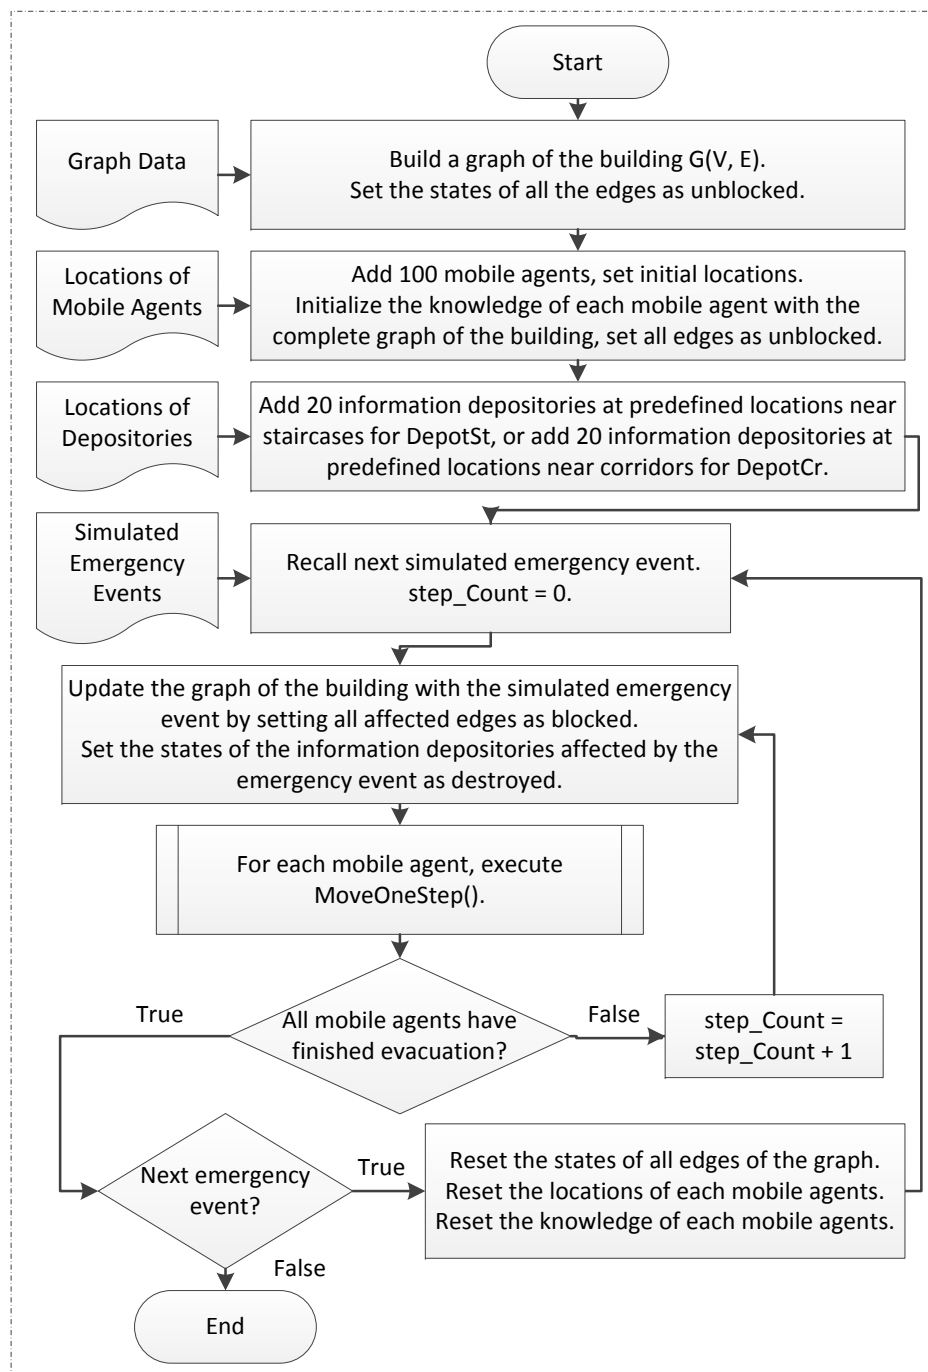 Start
Graph Data
Build a graph of the building G(V, E).
Set the states of all the edges as unblocked.
Locations of
Mobile Agents
Add 100 mobile agents, set initial locations.
Initialize the knowledge of each mobile agent with the
complete graph of the building, set all edges as unblocked.
Locations of
Depositories
Add 20 information depositories at predefined locations near
staircases for DepotSt, or add 20 information depositories at
predefined locations near corridors for DepotCr.
Simulated
Emergency
Events
Recall next simulated emergency event.
step_Count = 0.
Update the graph of the building with the simulated emergency
event by setting all affected edges as blocked.
Set the states of the information depositories affected by the
emergency event as destroyed.
For each mobile agent, execute
MoveOneStep().
True
All mobile agents have
finished evacuation?
False
step_Count =
step_Count + 1
Next emergency
event?
True
Reset the states of all edges of the graph.
Reset the locations of each mobile agents.
Reset the knowledge of each mobile agents.
False
End